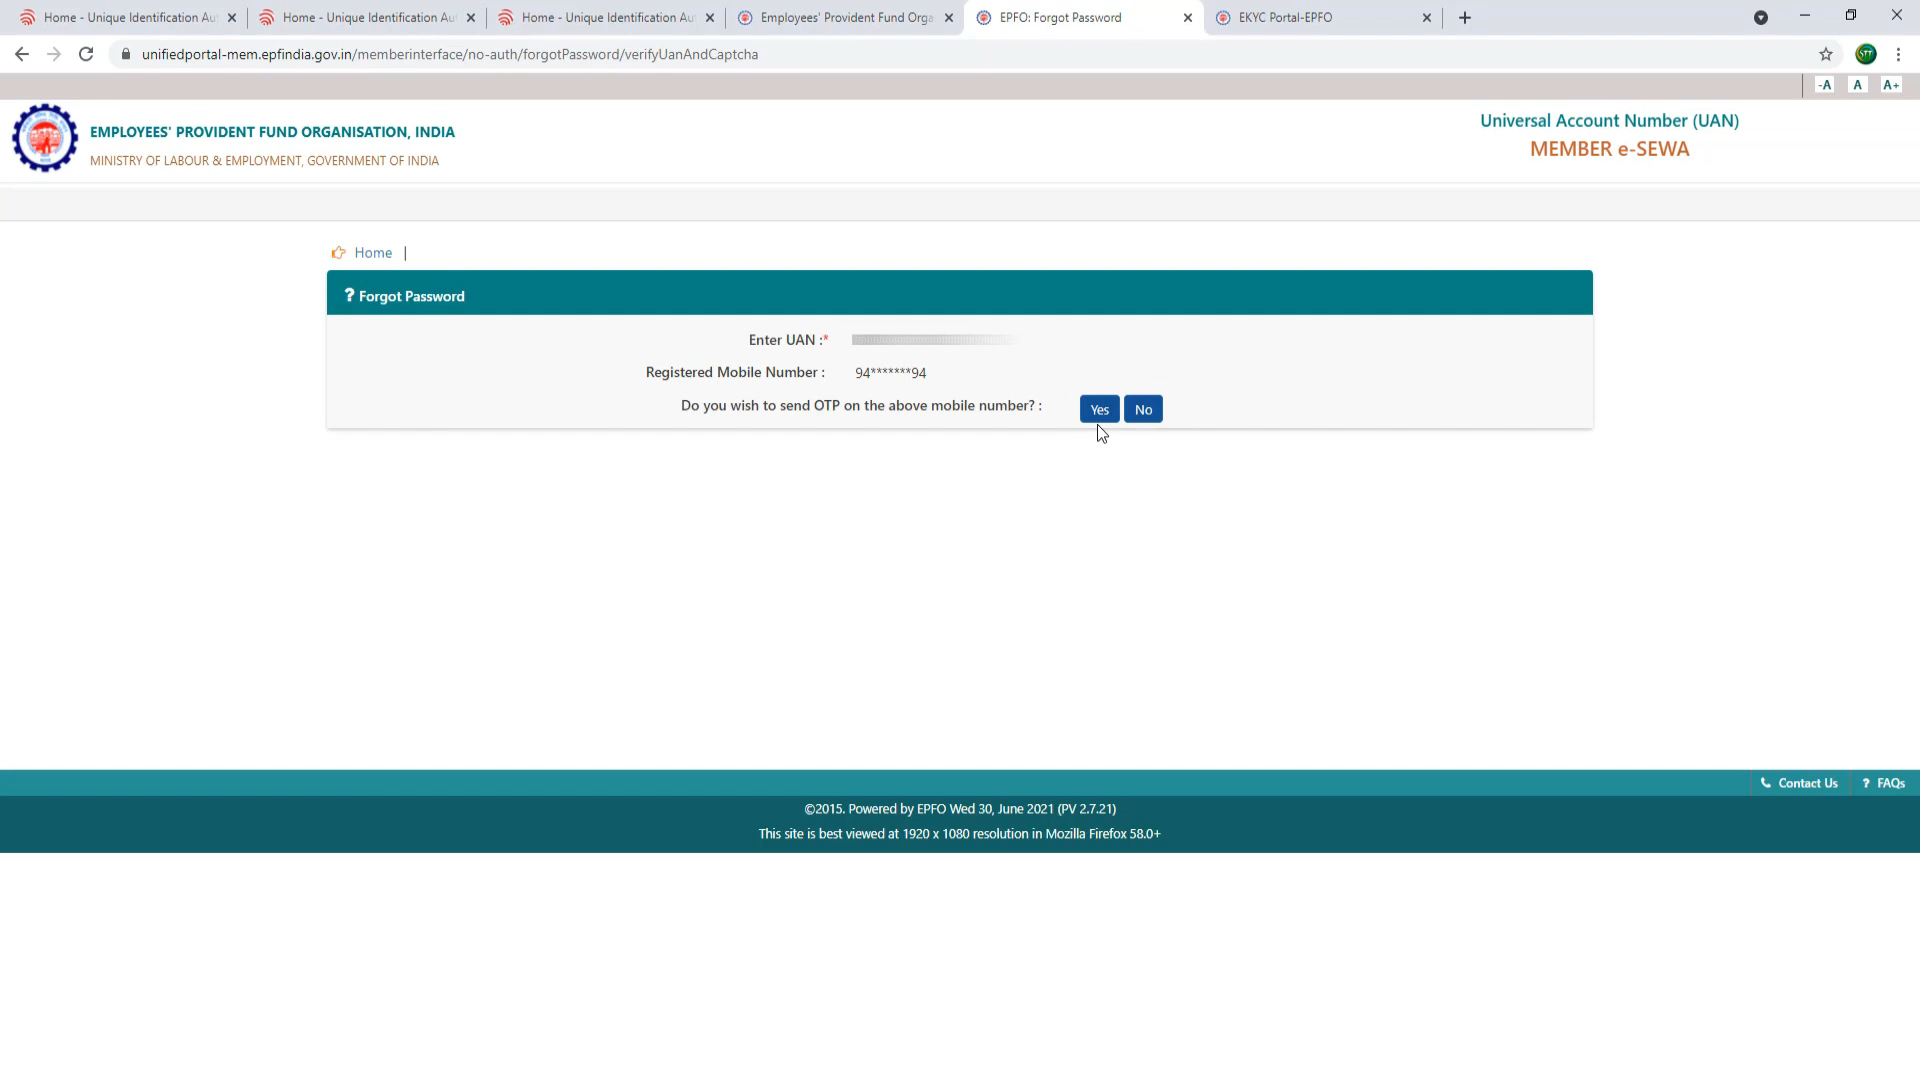 Home - Unique Identification Au
Home - Unique Identification Au
Home - Unique Identification Au
Employees' Provident Fund Orga
EPFO: Forgot Password
EKYC Portal-EPFO
unifiedportal-mem.epfindia.gov.in/memberinterface/no-auth/forgotPassword/verifyUanAndCaptcha
STT
-A A A+
EMPLOYEES' PROVIDENT FUND ORGANISATION, INDIA
MINISTRY OF LABOUR & EMPLOYMENT, GOVERNMENT OF INDIA
Universal Account Number (UAN)
MEMBER e-SEWA
Home |
? Forgot Password
Enter UAN :*
Registered Mobile Number : 94*******94
Do you wish to send OTP on the above mobile number? : Yes No
Contact Us ? FAQs
©2015. Powered by EPFO Wed 30, June 2021 (PV 2.7.21)
This site is best viewed at 1920 x 1080 resolution in Mozilla Firefox 58.0+